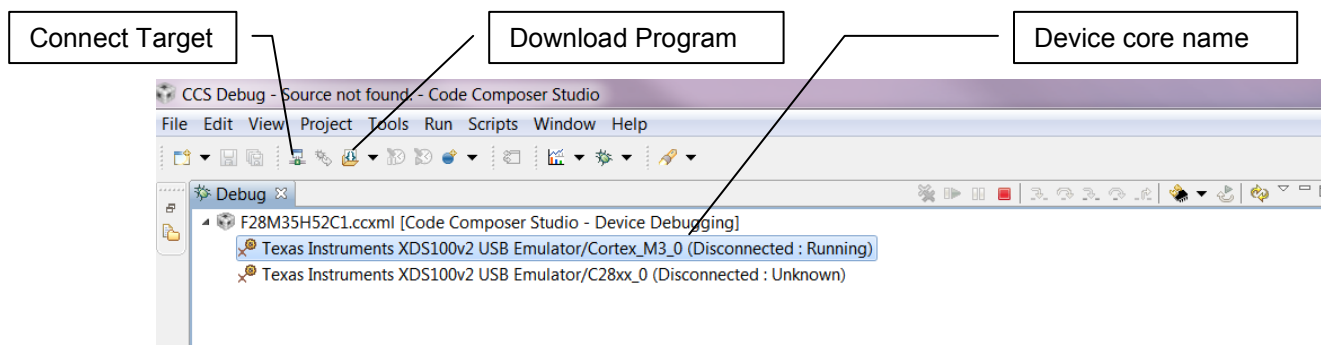 Connect Target
Download Program
Device core name
CCS Debug - Source not found. - Code Composer Studio
File Edit View Project Tools Run Scripts Window Help
Debug
F28M35H52C1.ccxml [Code Composer Studio - Device Debugging]
Texas Instruments XDS100v2 USB Emulator/Cortex_M3_0 (Disconnected : Running)
Texas Instruments XDS100v2 USB Emulator/C28xx_0 (Disconnected : Unknown)